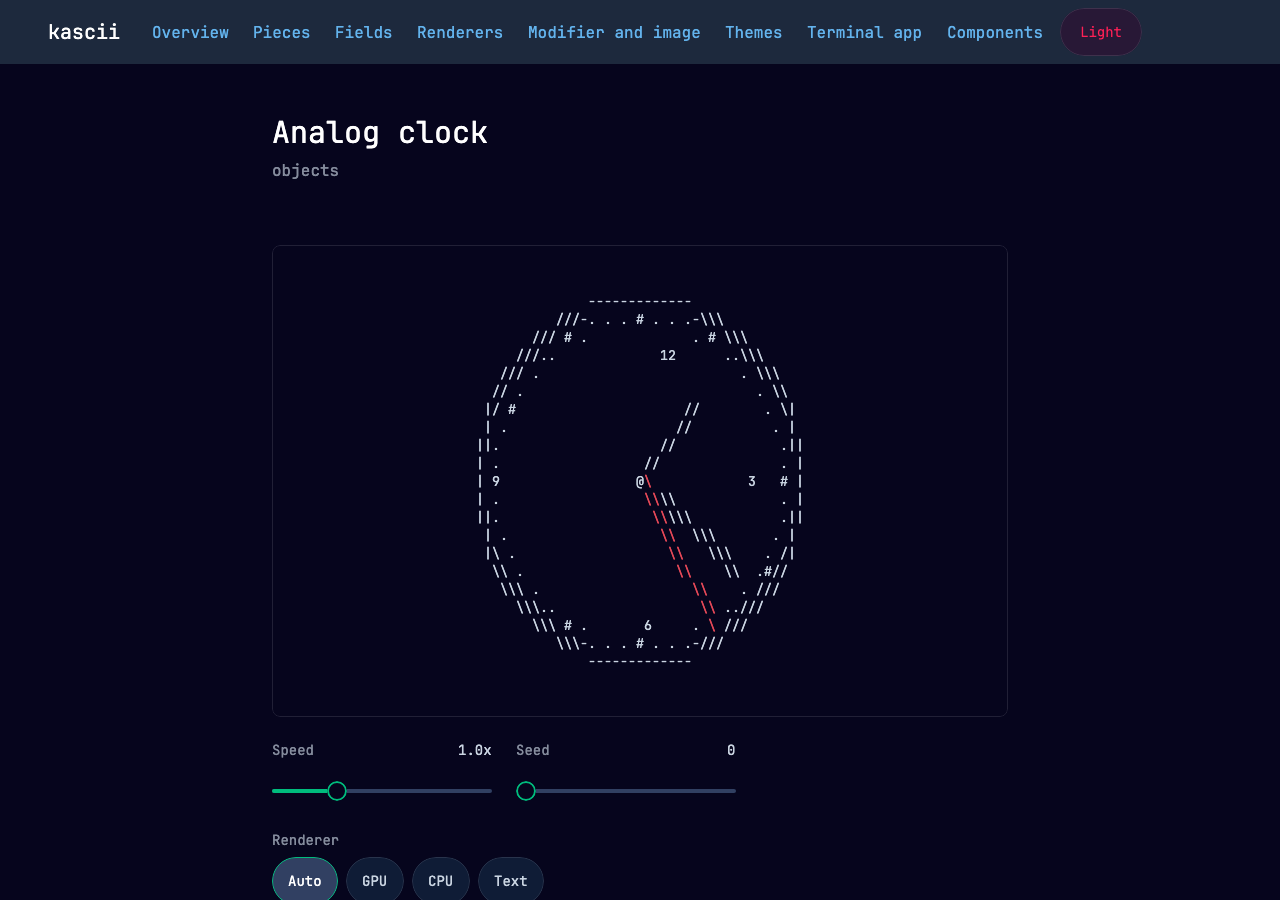 kascii Overview Pieces Fields Renderers Modifier and image Themes Terminal app Components Light
Analog clock
objects
-------------
///-. . . # . . .-\\\
/// # .             . # \\\
///..             12      ..\\\
/// .                         . \\\
// .                             . \\
|/ #                     //        . \|
| .                     //          . |
||.                    //             .||
| .                  //               . |
| 9                 @\            3   # |
| .                  \\\\             . |
||.                   \\\\\           .||
| .                   \\  \\\       . |
|\ .                   \\   \\\    . /|
\\ .                   \\    \\  .#//
\\\ .                   \\    . ///
\\\..                  \\ ..///
\\\ # .       6     . \ ///
\\\-. . . # . . .-///
-------------
Speed 1.0x Seed 0
Renderer
Auto GPU CPU Text